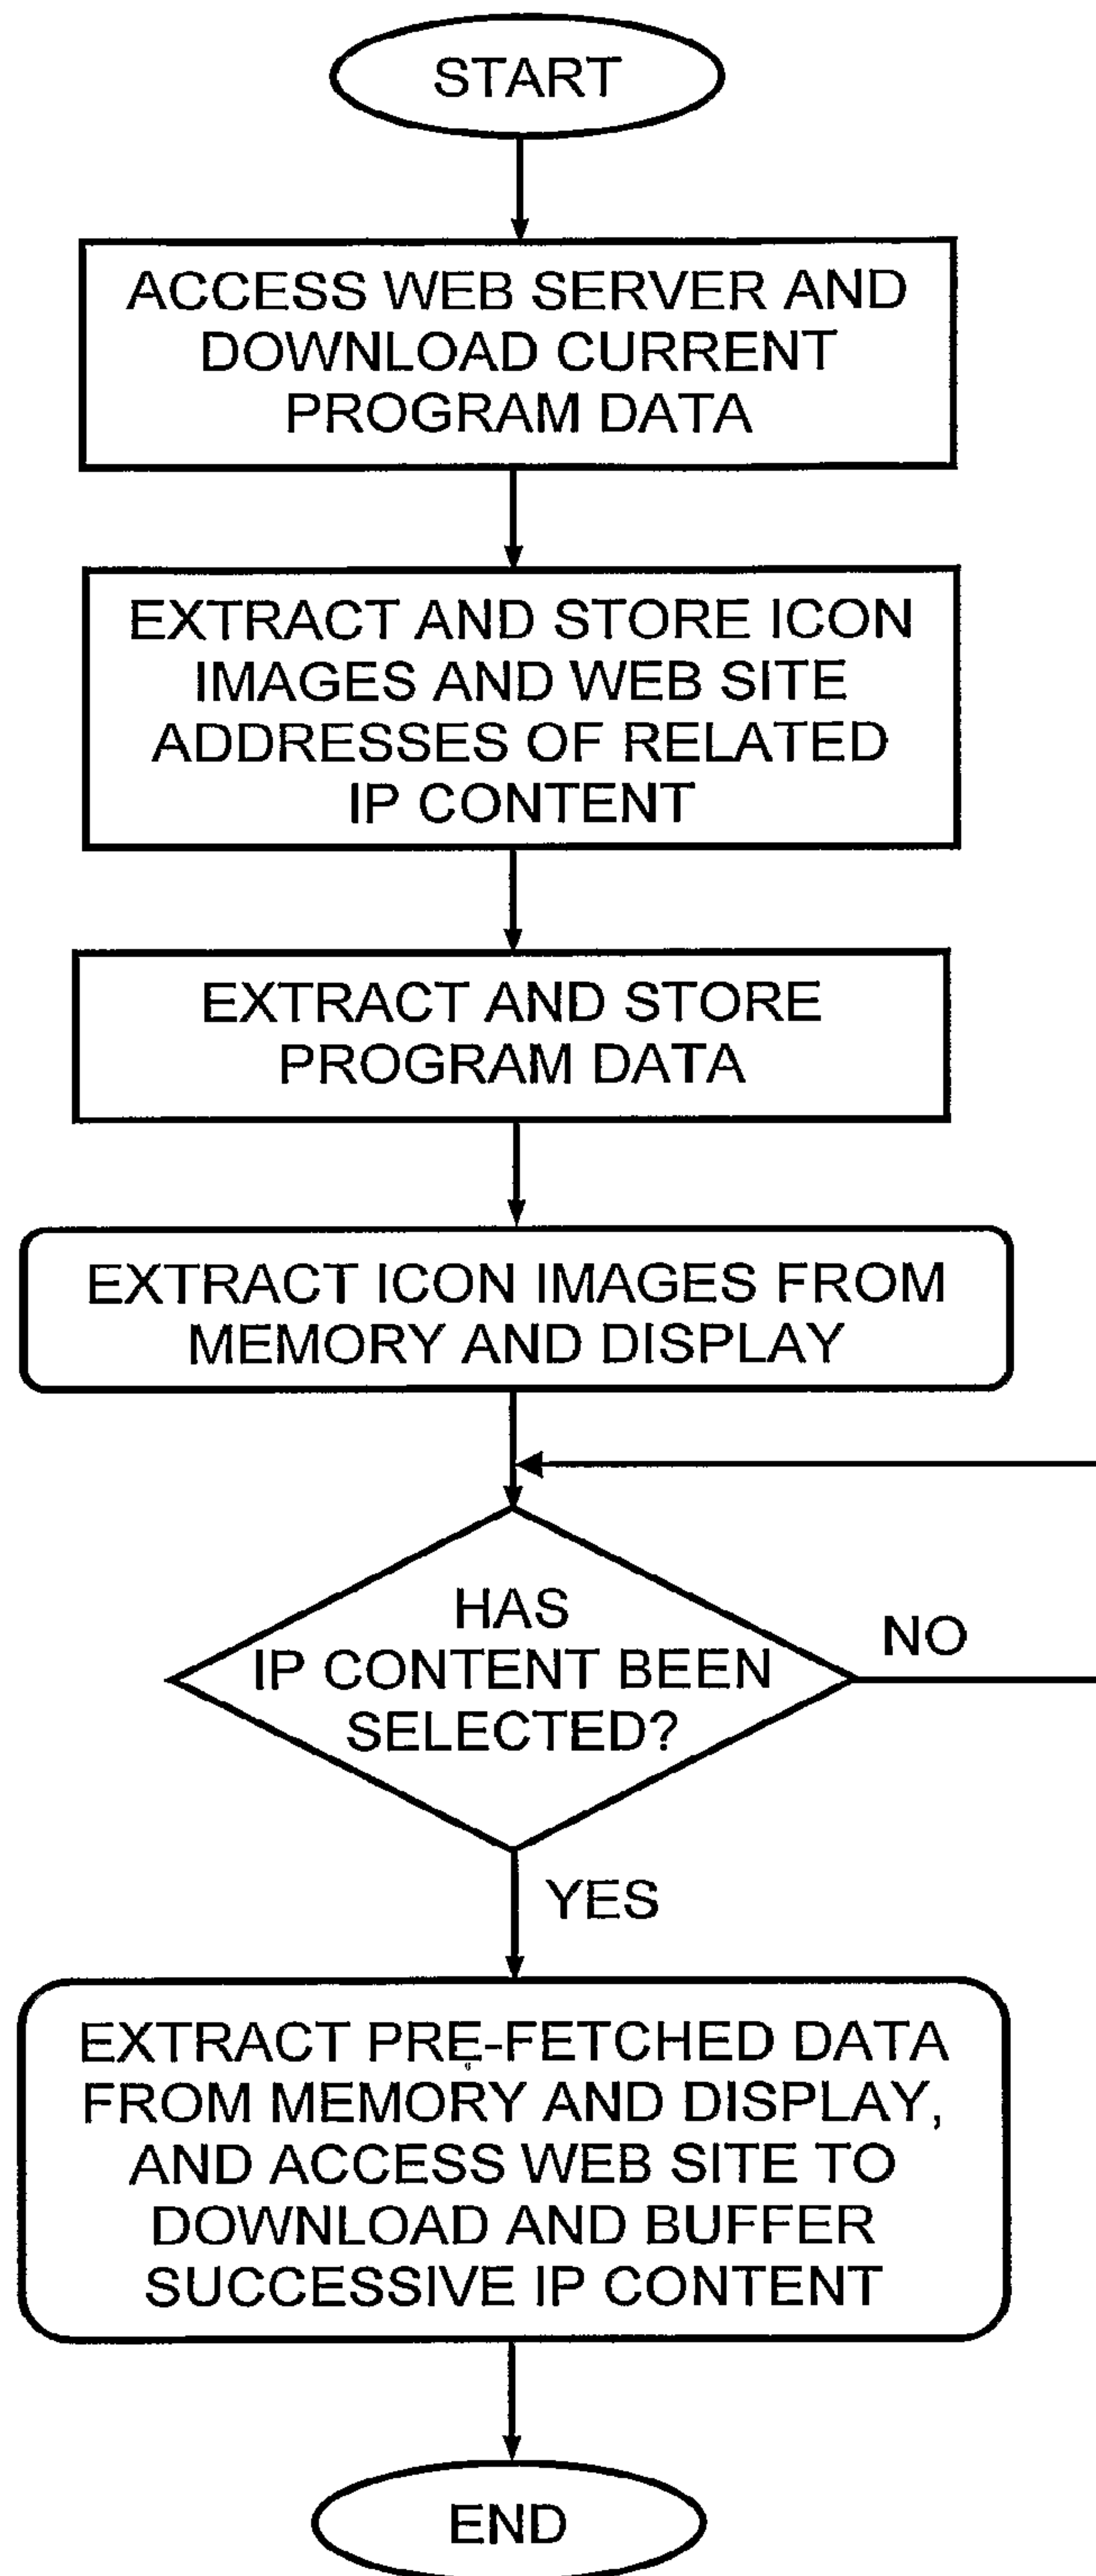 START
ACCESS WEB SERVER AND
DOWNLOAD CURRENT
PROGRAM DATA
EXTRACT AND STORE ICON
IMAGES AND WEB SITE
ADDRESSES OF RELATED
IP CONTENT
EXTRACT AND STORE
PROGRAM DATA
EXTRACT ICON IMAGES FROM
MEMORY AND DISPLAY
HAS
IP CONTENT BEEN
SELECTED?
NO
YES
EXTRACT PRE-FETCHED DATA
FROM MEMORY AND DISPLAY,
AND ACCESS WEB SITE TO
DOWNLOAD AND BUFFER
SUCCESSIVE IP CONTENT
END